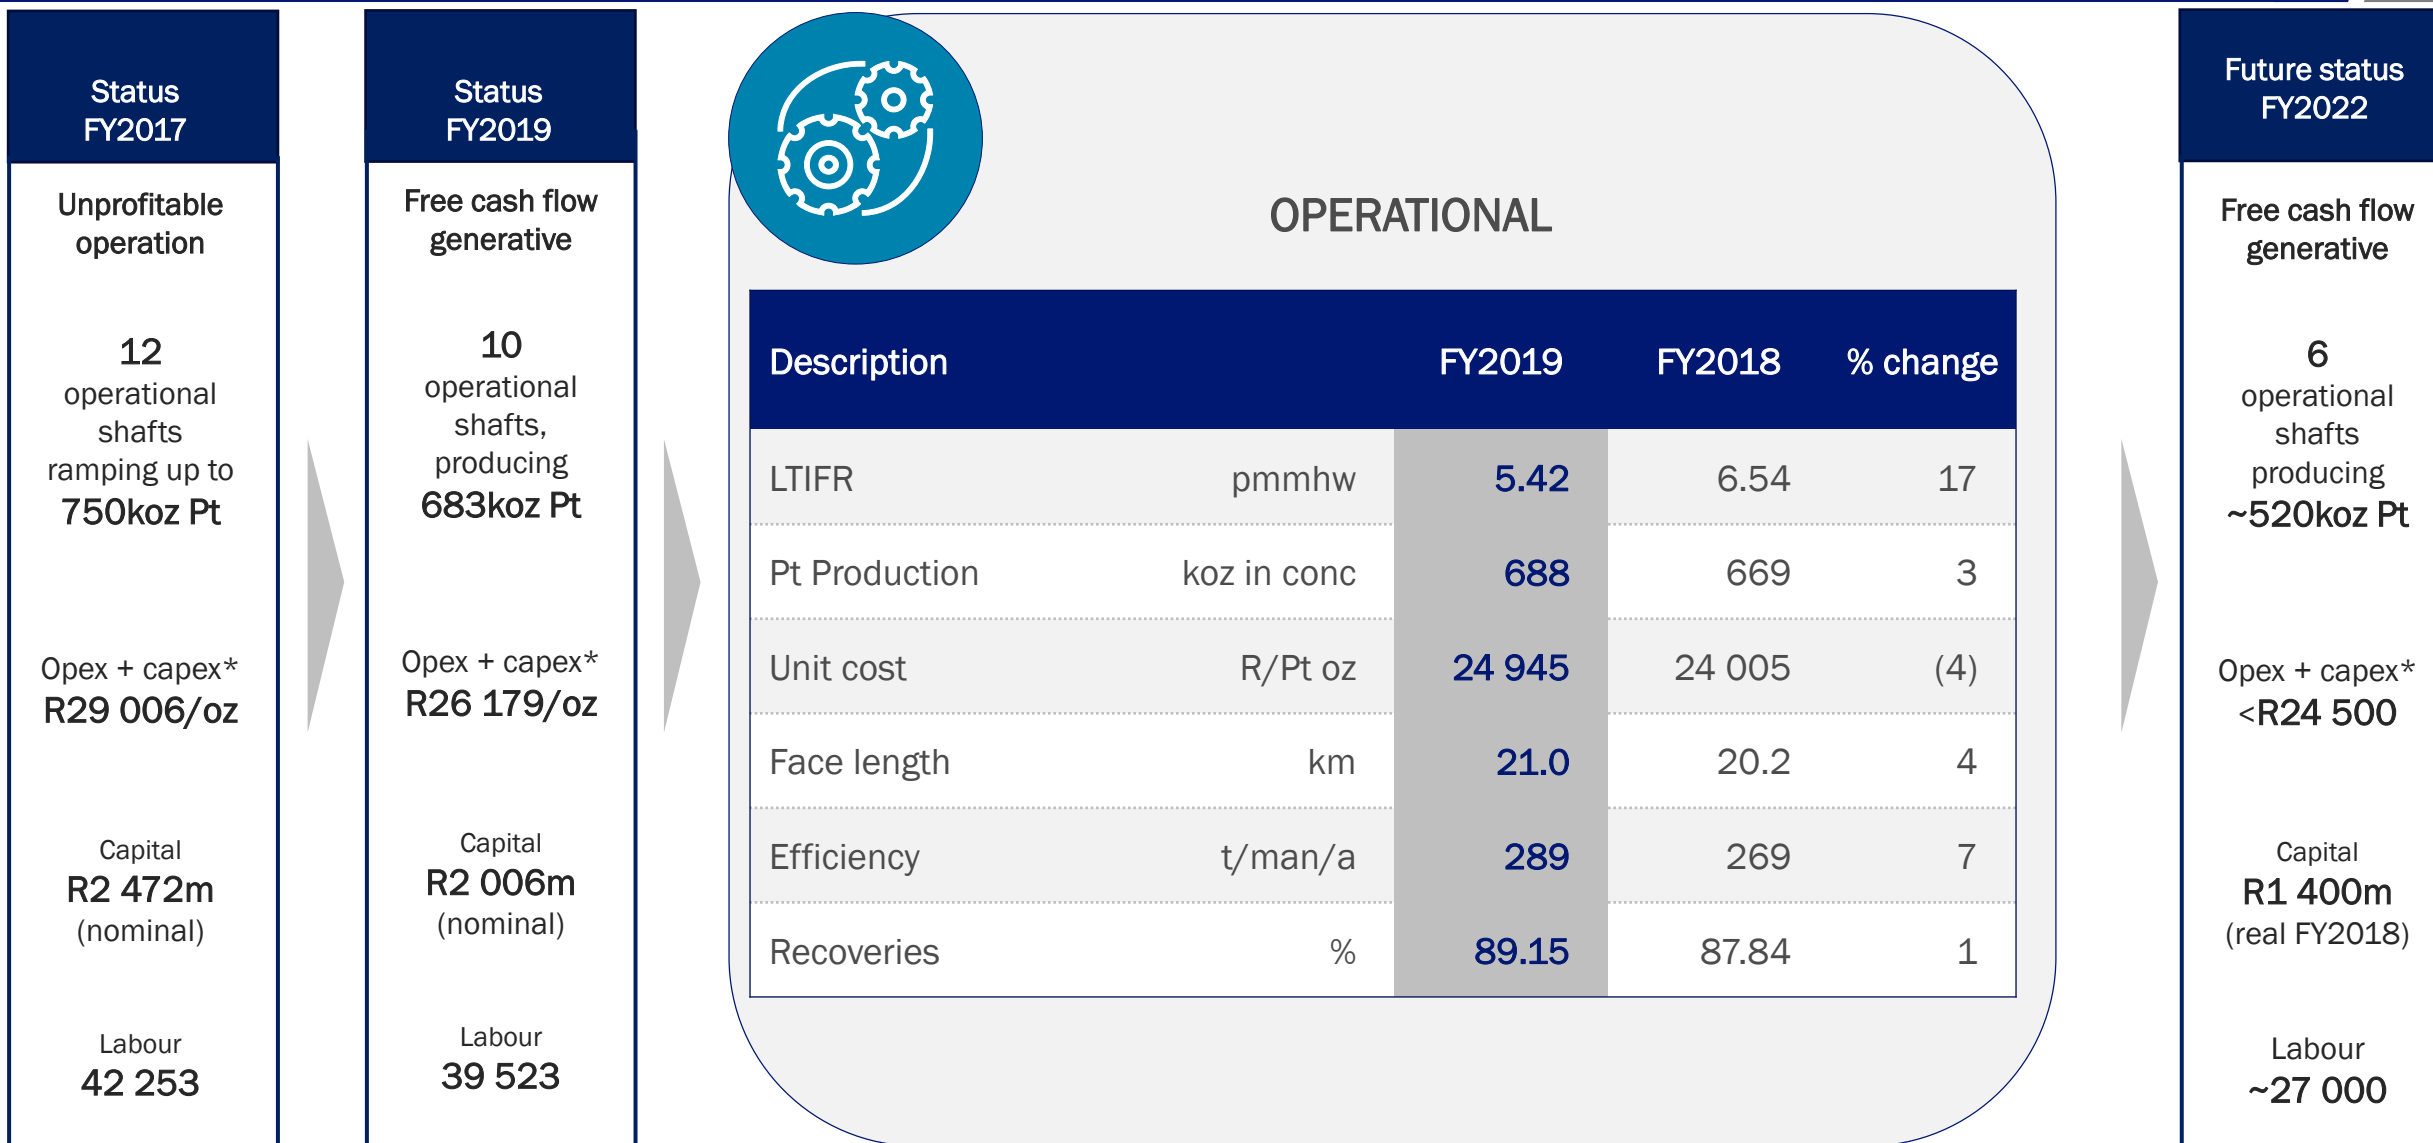 Status
FY2017
Unprofitable
operation
12
operational
shafts
ramping up to
750koz Pt
Opex + capex*
R29 006/oz
Capital
R2 472m
(nominal)
Labour
42 253
Status
FY2019
Free cash flow
generative
10
operational
shafts,
producing
683koz Pt
Opex + capex*
R26 179/oz
Capital
R2 006m
(nominal)
Labour
39 523
OPERATIONAL
Description FY2019 FY2018 % change
LTIFR pmmhw 5.42 6.54 17
Pt Production koz in conc 688 669 3
Unit cost R/Pt oz 24 945 24 005 (4)
Face length km 21.0 20.2 4
Efficiency t/man/a 289 269 7
Recoveries % 89.15 87.84 1
Future status
FY2022
Free cash flow
generative
6
operational
shafts
producing
~520koz Pt
Opex + capex*
<R24 500
Capital
R1 400m
(real FY2018)
Labour
~27 000